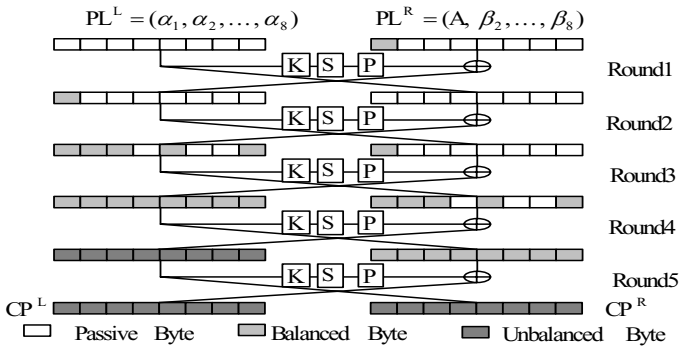 PL^L = (α₁, α₂, ..., α₈) PL^R = (A, β₂, ..., β₈)
K S P Round1
K S P Round2
K S P Round3
K S P Round4
K S P Round5
CP^L CP^R
Passive Byte Balanced Byte Unbalanced Byte